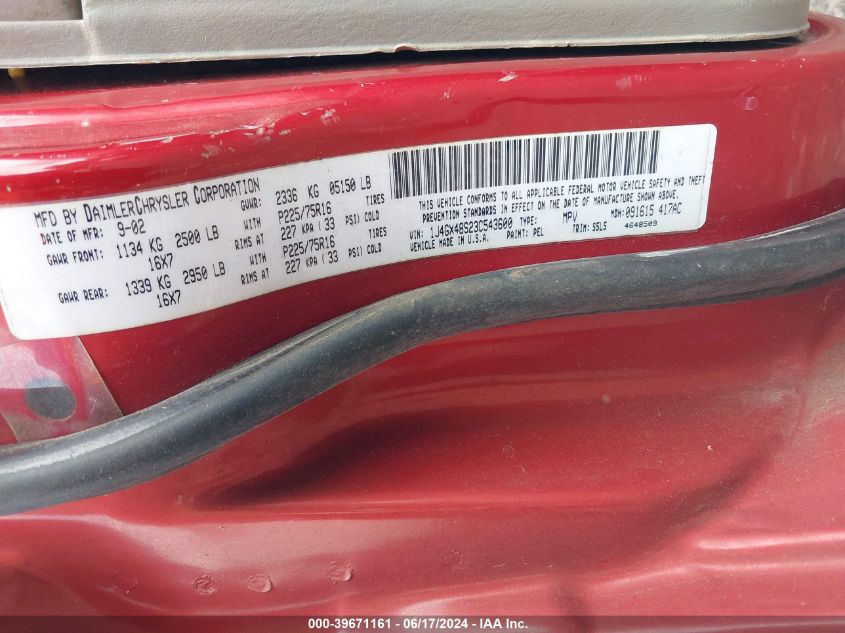 MFD BY DAIMLERCHRYSLER CORPORATION
DATE OF MFR 9-02 GVWR: 2336 KG 05150 LB
GAWR FRONT: 1134 KG 2500 LB WITH P225/75R16 TIRES
16X7 RIMS AT 227 KPA ( 33 PSI) COLD
GAWR REAR: 1339 KG 2950 LB WITH P225/75R16 TIRES
16X7 RIMS AT 227 KPA ( 33 PSI) COLD
THIS VEHICLE CONFORMS TO ALL APPLICABLE FEDERAL MOTOR VEHICLE SAFETY AND THEFT
PREVENTION STANDARDS IN EFFECT ON THE DATE OF MANUFACTURE SHOWN ABOVE.
VIN: 1J4GX48S23C543600 TYPE: MPV MDH: 091615 417AC
VEHICLE MADE IN U.S.A. PAINT: PEL TRIM: S5LS 4648509
000-39671161 - 06/17/2024 - IAA Inc.